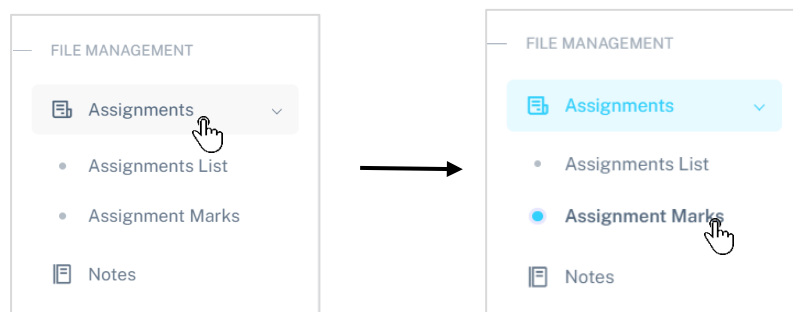 FILE MANAGEMENT
Assignments
Assignments List
Assignment Marks
Notes
FILE MANAGEMENT
Assignments
Assignments List
Assignment Marks
Notes